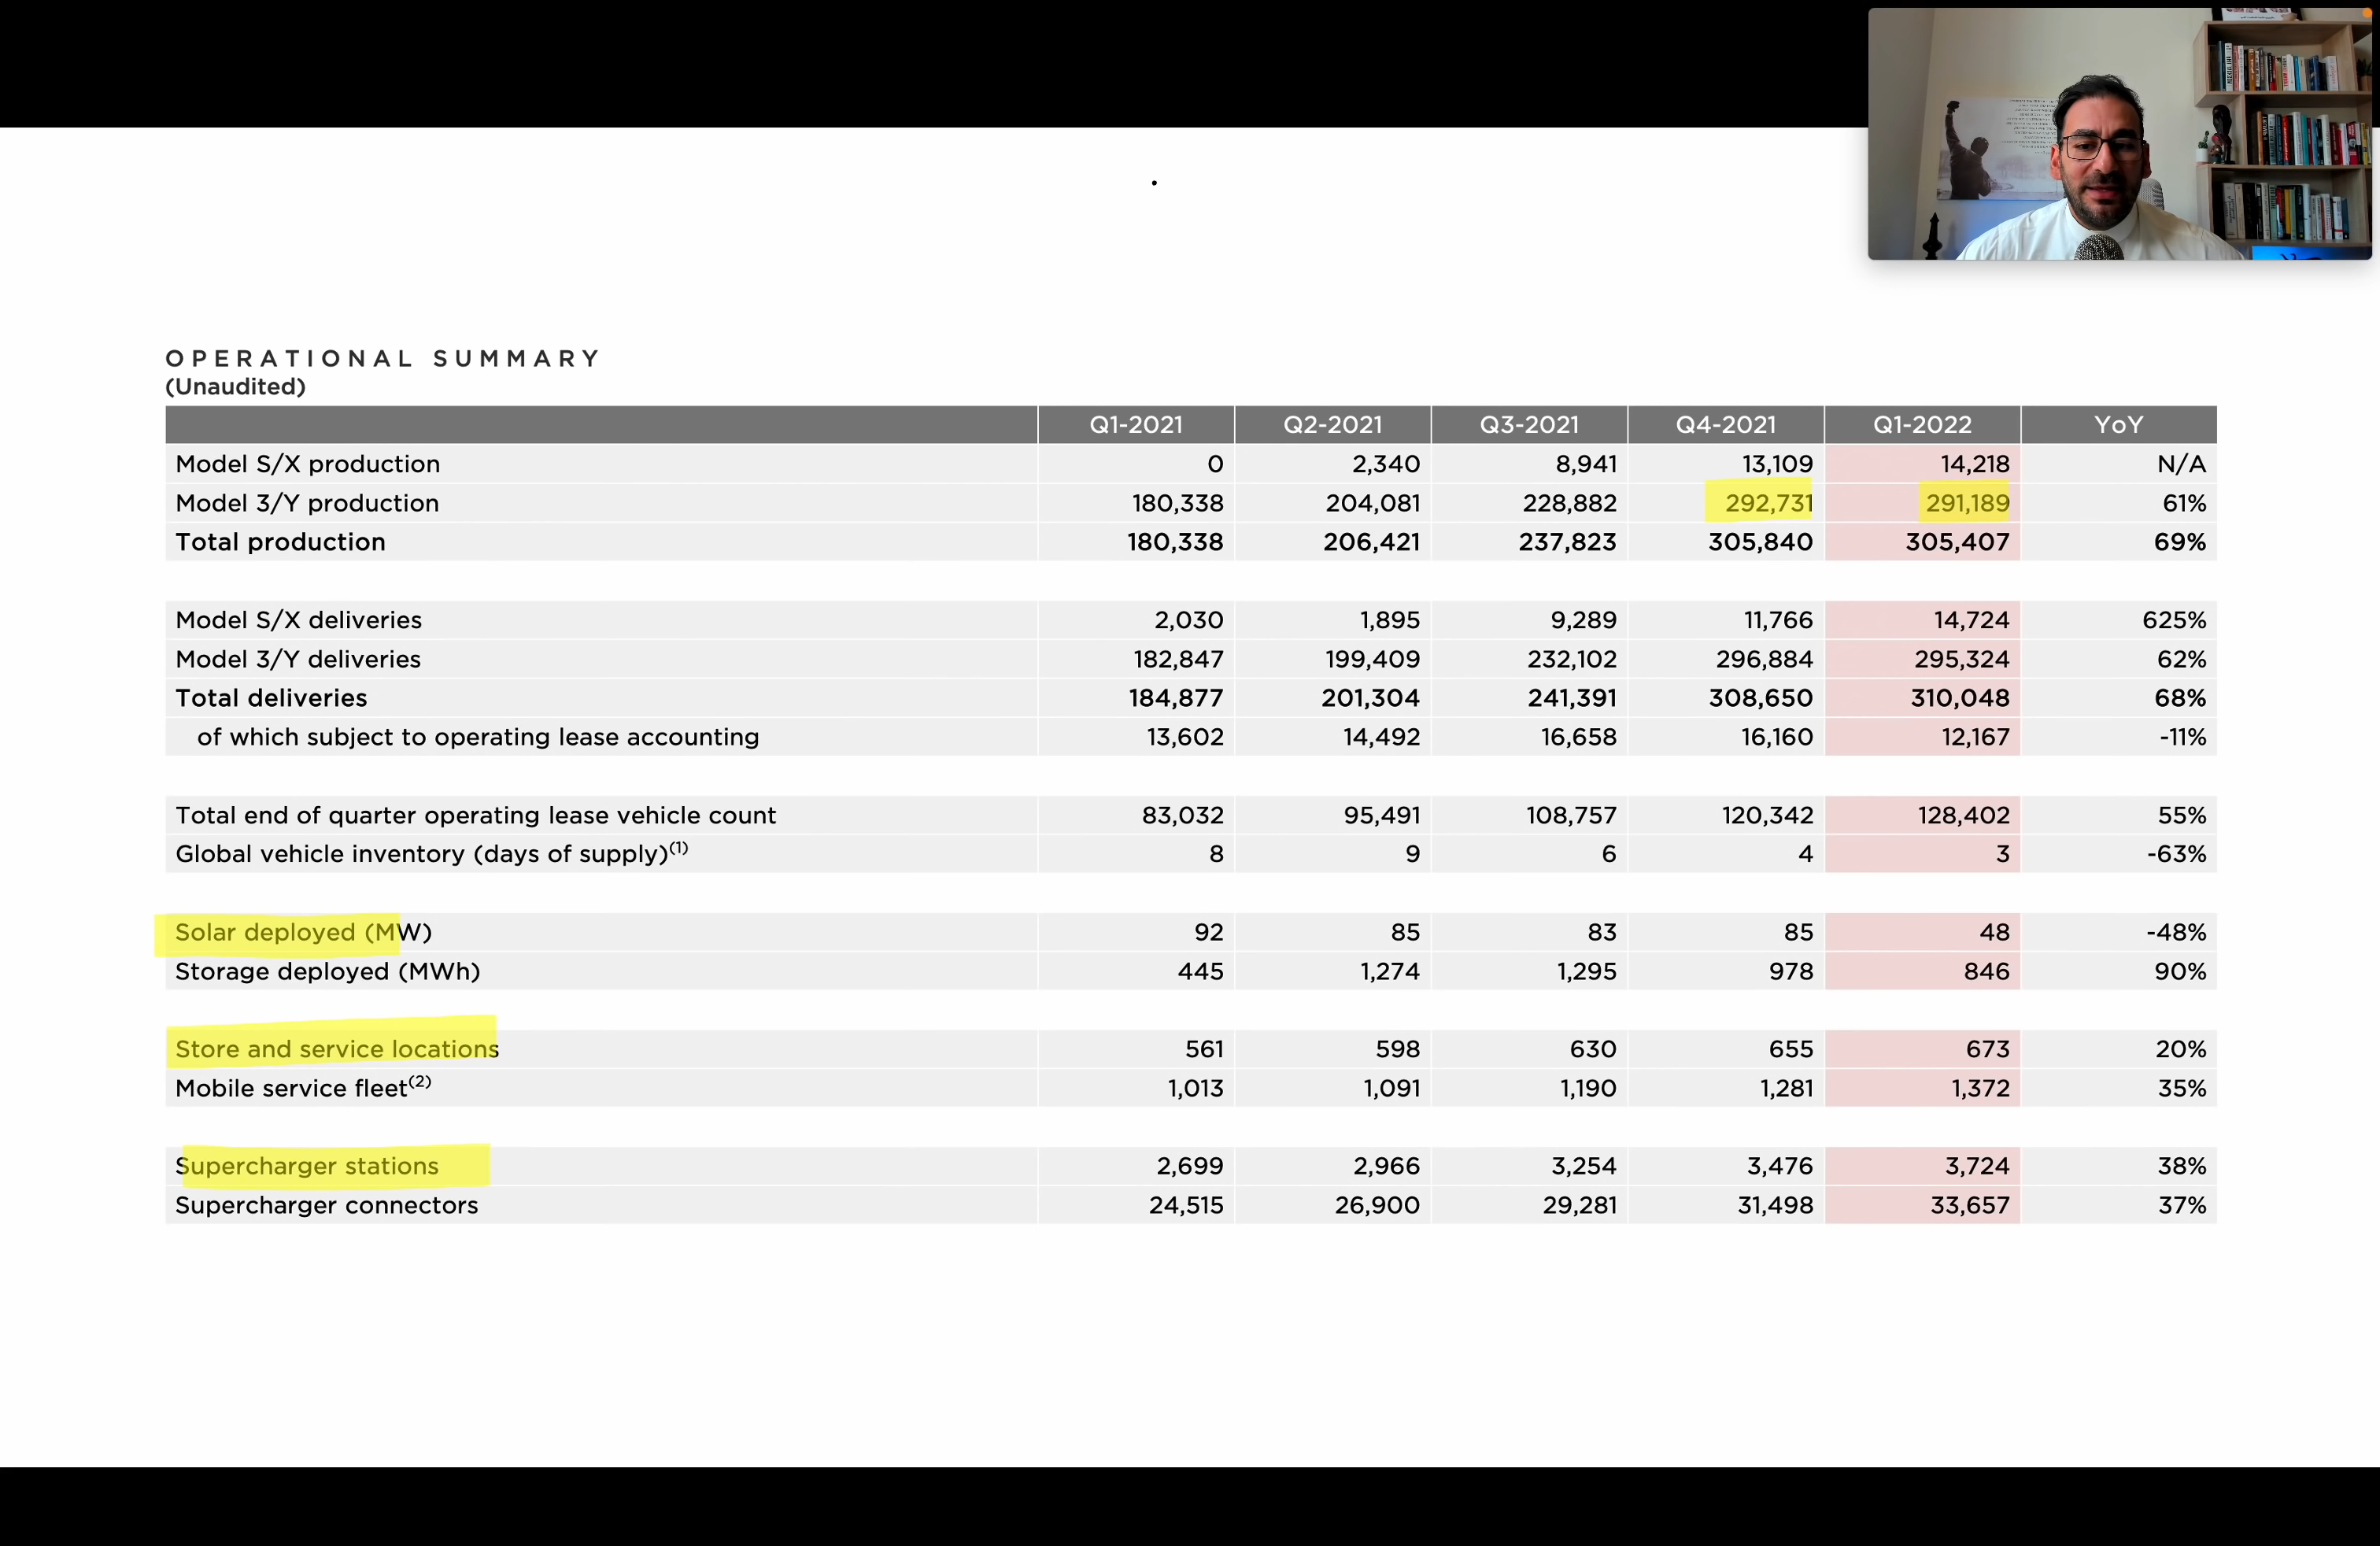 OPERATIONAL SUMMARY
(Unaudited)
Q1-2021 Q2-2021 Q3-2021 Q4-2021 Q1-2022 YoY
Model S/X production 0 2,340 8,941 13,109 14,218 N/A
Model 3/Y production 180,338 204,081 228,882 292,731 291,189 61%
Total production 180,338 206,421 237,823 305,840 305,407 69%
Model S/X deliveries 2,030 1,895 9,289 11,766 14,724 625%
Model 3/Y deliveries 182,847 199,409 232,102 296,884 295,324 62%
Total deliveries 184,877 201,304 241,391 308,650 310,048 68%
of which subject to operating lease accounting 13,602 14,492 16,658 16,160 12,167 -11%
Total end of quarter operating lease vehicle count 83,032 95,491 108,757 120,342 128,402 55%
Global vehicle inventory (days of supply)(1) 8 9 6 4 3 -63%
Solar deployed (MW) 92 85 83 85 48 -48%
Storage deployed (MWh) 445 1,274 1,295 978 846 90%
Store and service locations 561 598 630 655 673 20%
Mobile service fleet(2) 1,013 1,091 1,190 1,281 1,372 35%
Supercharger stations 2,699 2,966 3,254 3,476 3,724 38%
Supercharger connectors 24,515 26,900 29,281 31,498 33,657 37%